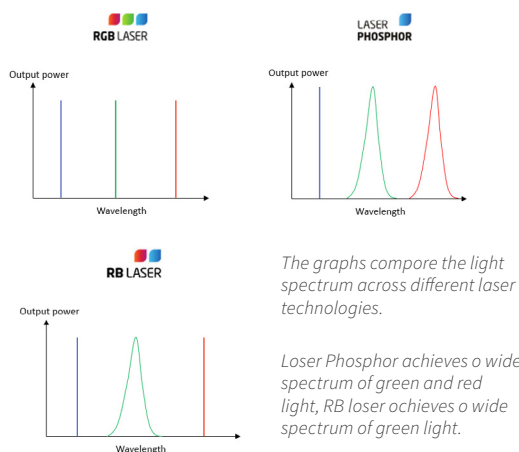 RGB LASER
Output power
Wavelength
LASER
PHOSPHOR
Output power
Wavelength
RB LASER
Output power
Wavelength
The graphs compore the light
spectrum across different laser
technologies.
Loser Phosphor achieves o wide
spectrum of green and red
light, RB loser ochieves o wide
spectrum of green light.